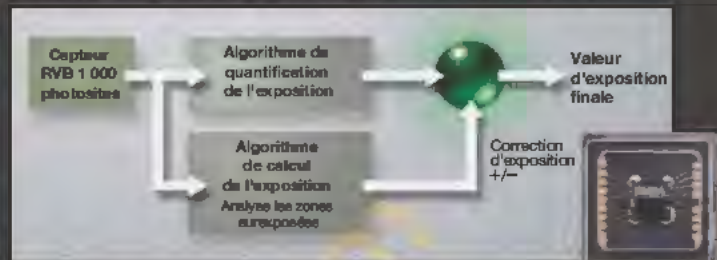 Capteur
RVB 1 000
photosites
Algorithme de
quantification
de l'exposition
Algorithme
de calcul
de l'exposition
Analyse les zones
surexposées
Correction
d'exposition
+/–
Valeur
d'exposition
finale